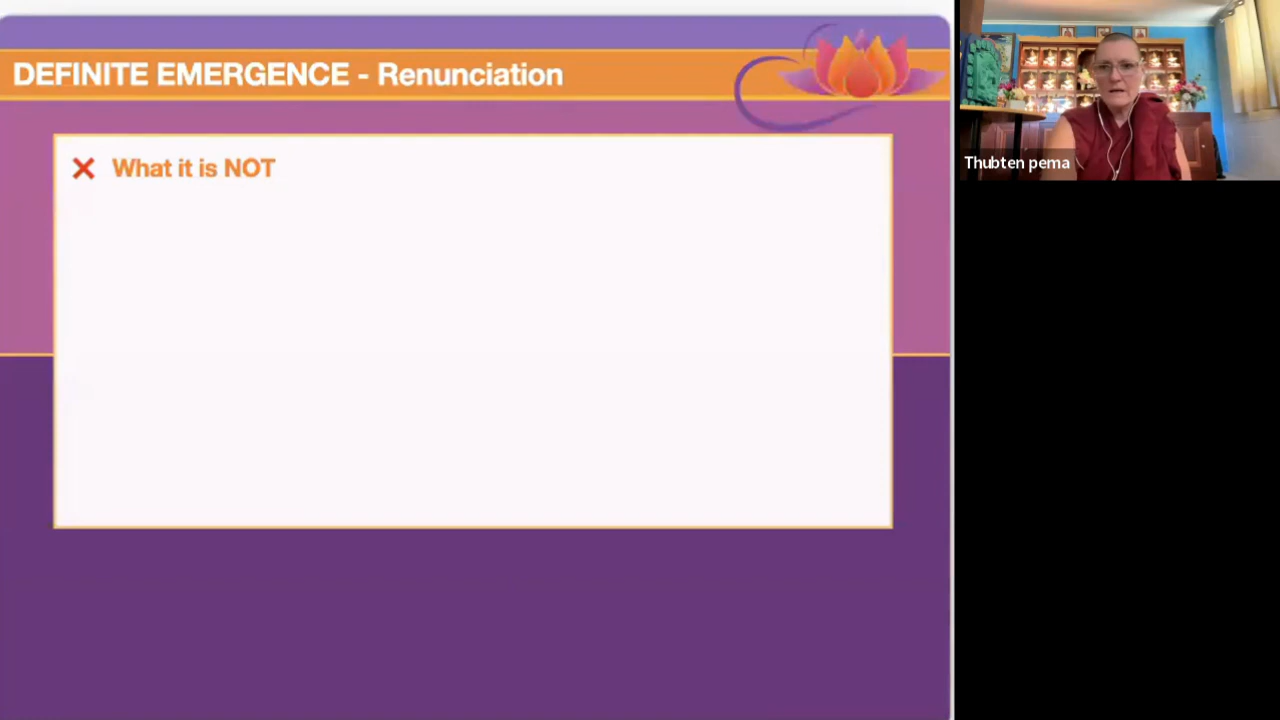 DEFINITE EMERGENCE - Renunciation
❌ What it is NOT
Thubten pema